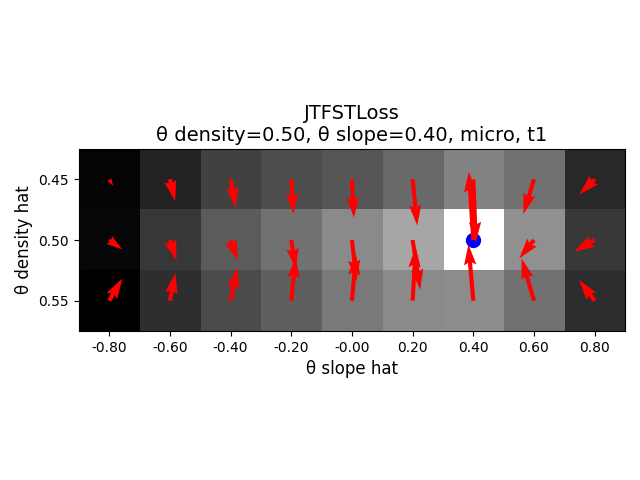 JTFSTLoss
θ density=0.50, θ slope=0.40, micro, t1
θ density hat
0.45
0.50
0.55
-0.80 -0.60 -0.40 -0.20 -0.00 0.20 0.40 0.60 0.80
θ slope hat